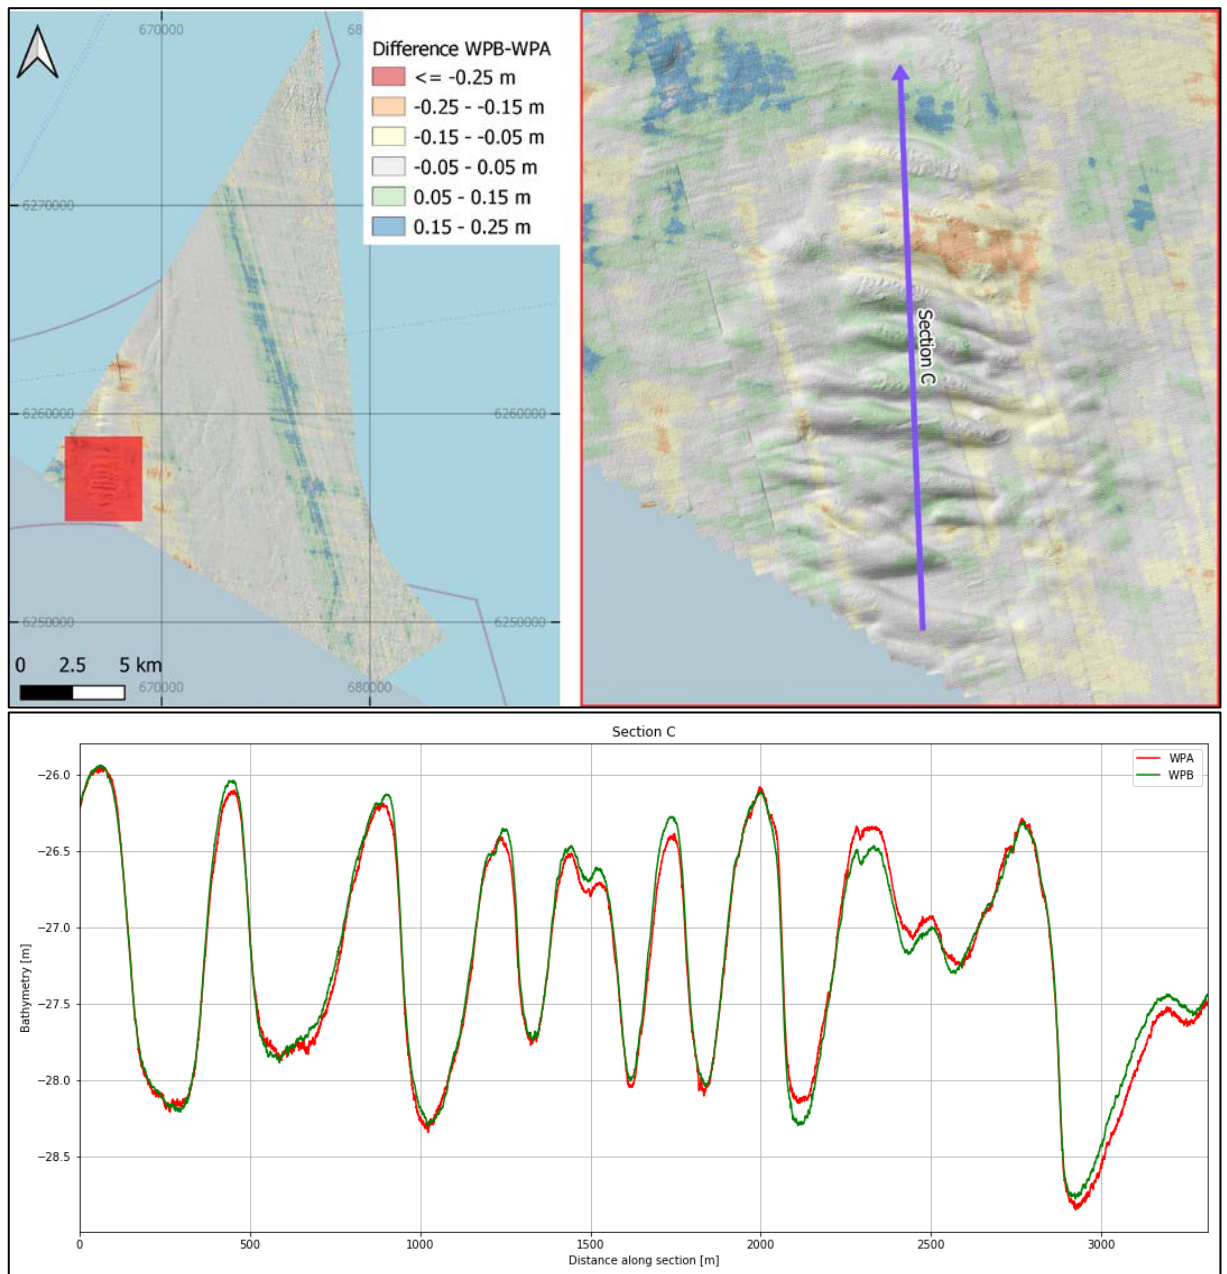 670000
68
Difference WPB-WPA
<= -0.25 m
-0.25 - -0.15 m
-0.15 - -0.05 m
-0.05 - 0.05 m
0.05 - 0.15 m
0.15 - 0.25 m
6270000
6260000
6260000
6250000
6250000
0 2.5 5 km
670000
680000
Section C
Section C
WPA
WPB
Bathymetry [m]
−26.0
−26.5
−27.0
−27.5
−28.0
−28.5
0 500 1000 1500 2000 2500 3000
Distance along section [m]